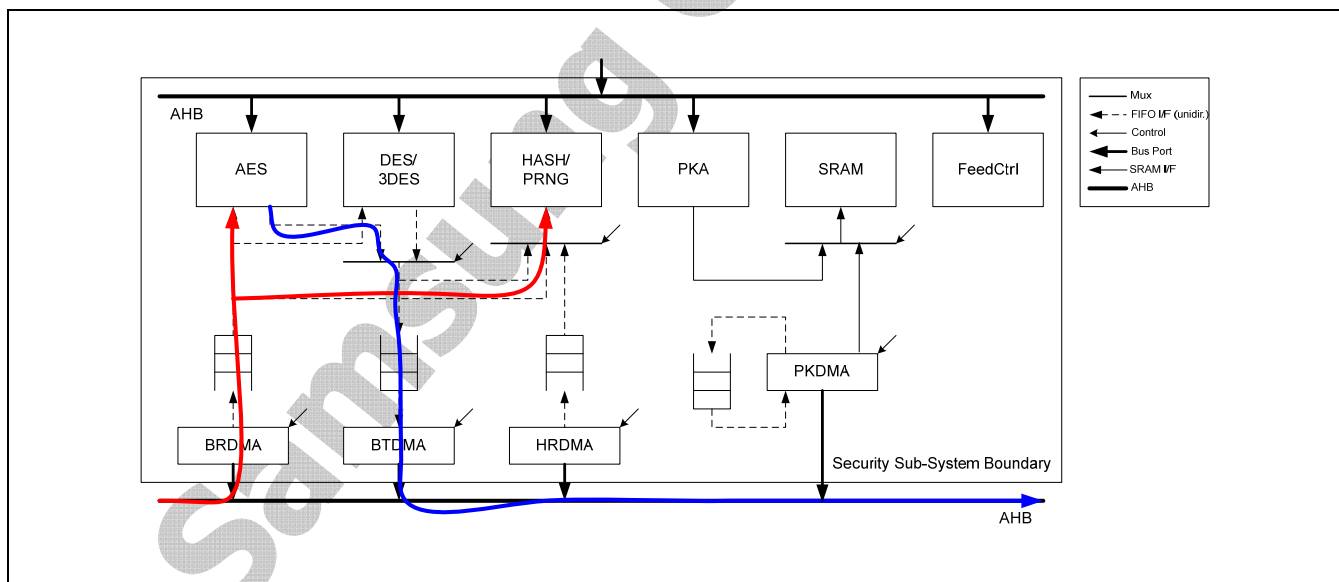 Samsung
AHB
AES
DES/
3DES
HASH/
PRNG
PKA
SRAM
FeedCtrl
Mux
FIFO I/F (unidir.)
Control
Bus Port
SRAM I/F
AHB
PKDMA
BRDMA
BTDMA
HRDMA
Security Sub-System Boundary
AHB